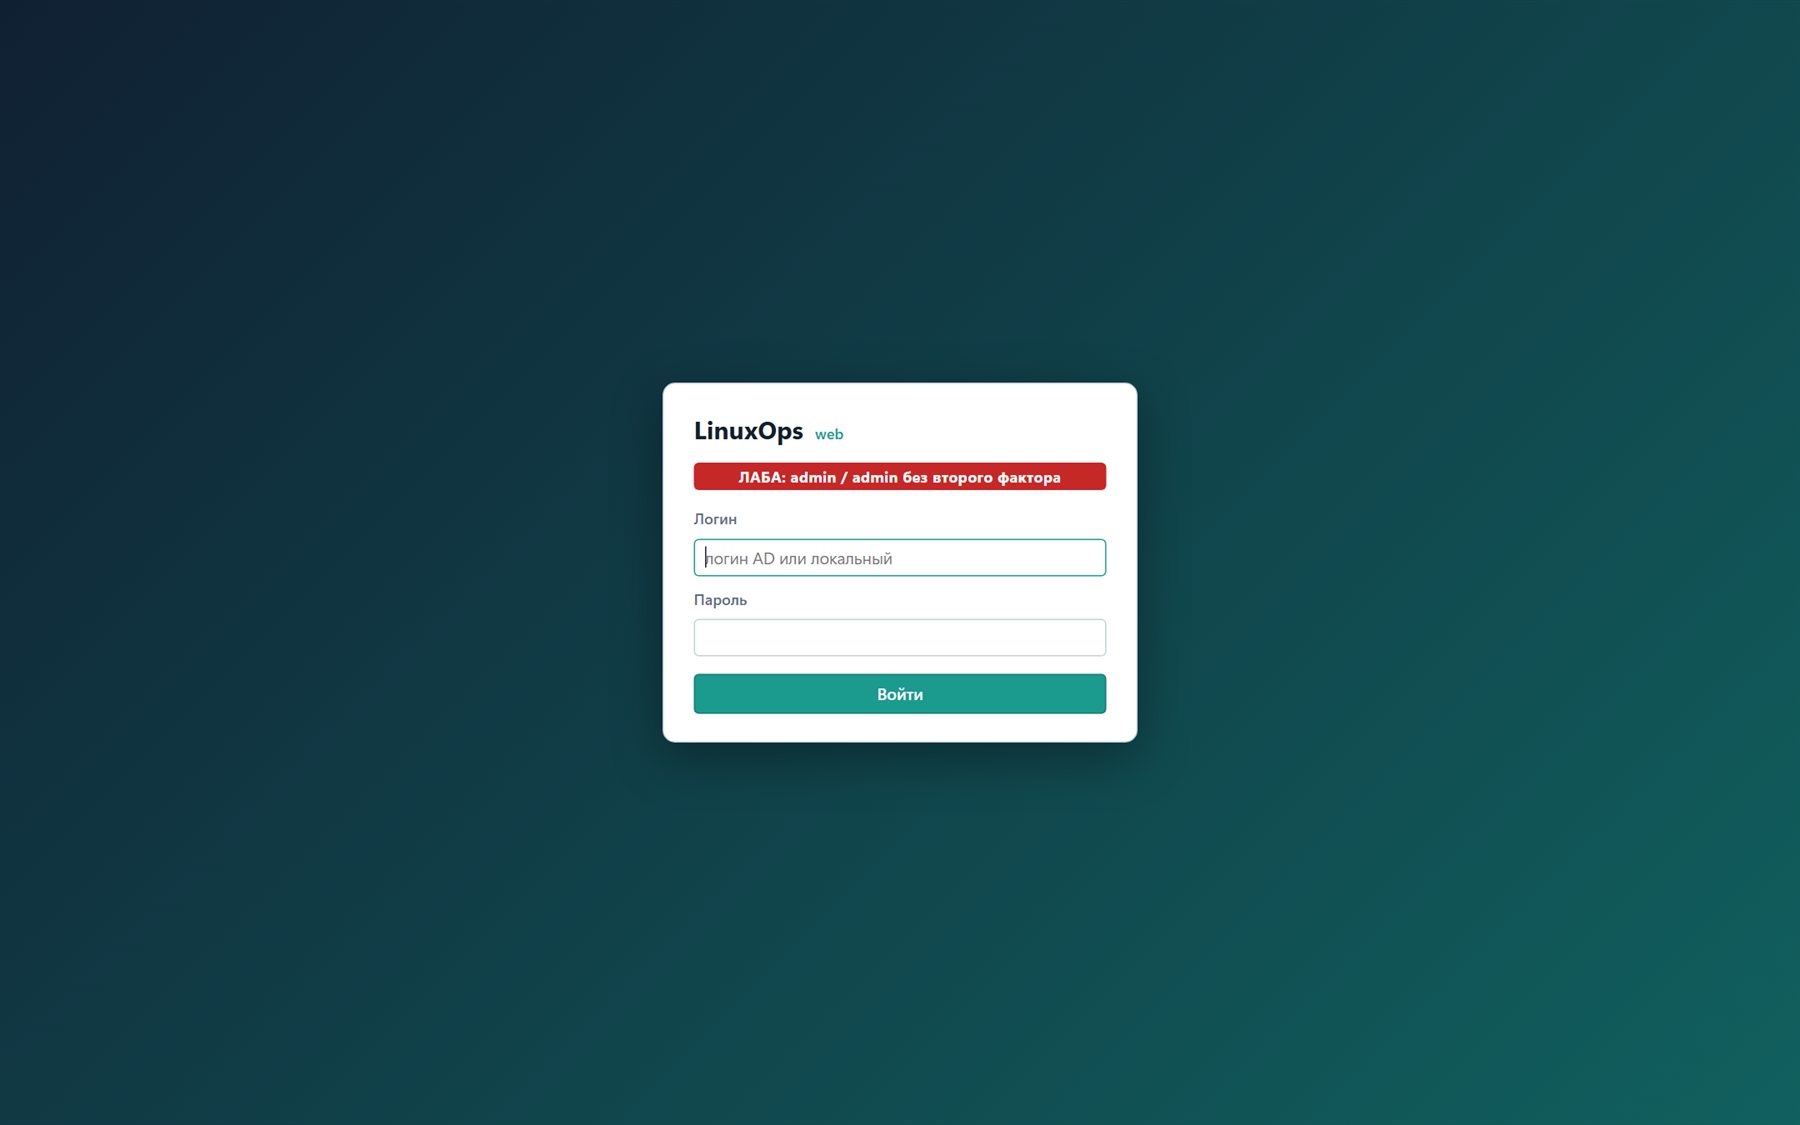 LinuxOps web
ЛАБА: admin / admin без второго фактора
Логин
логин AD или локальный
Пароль
Войти